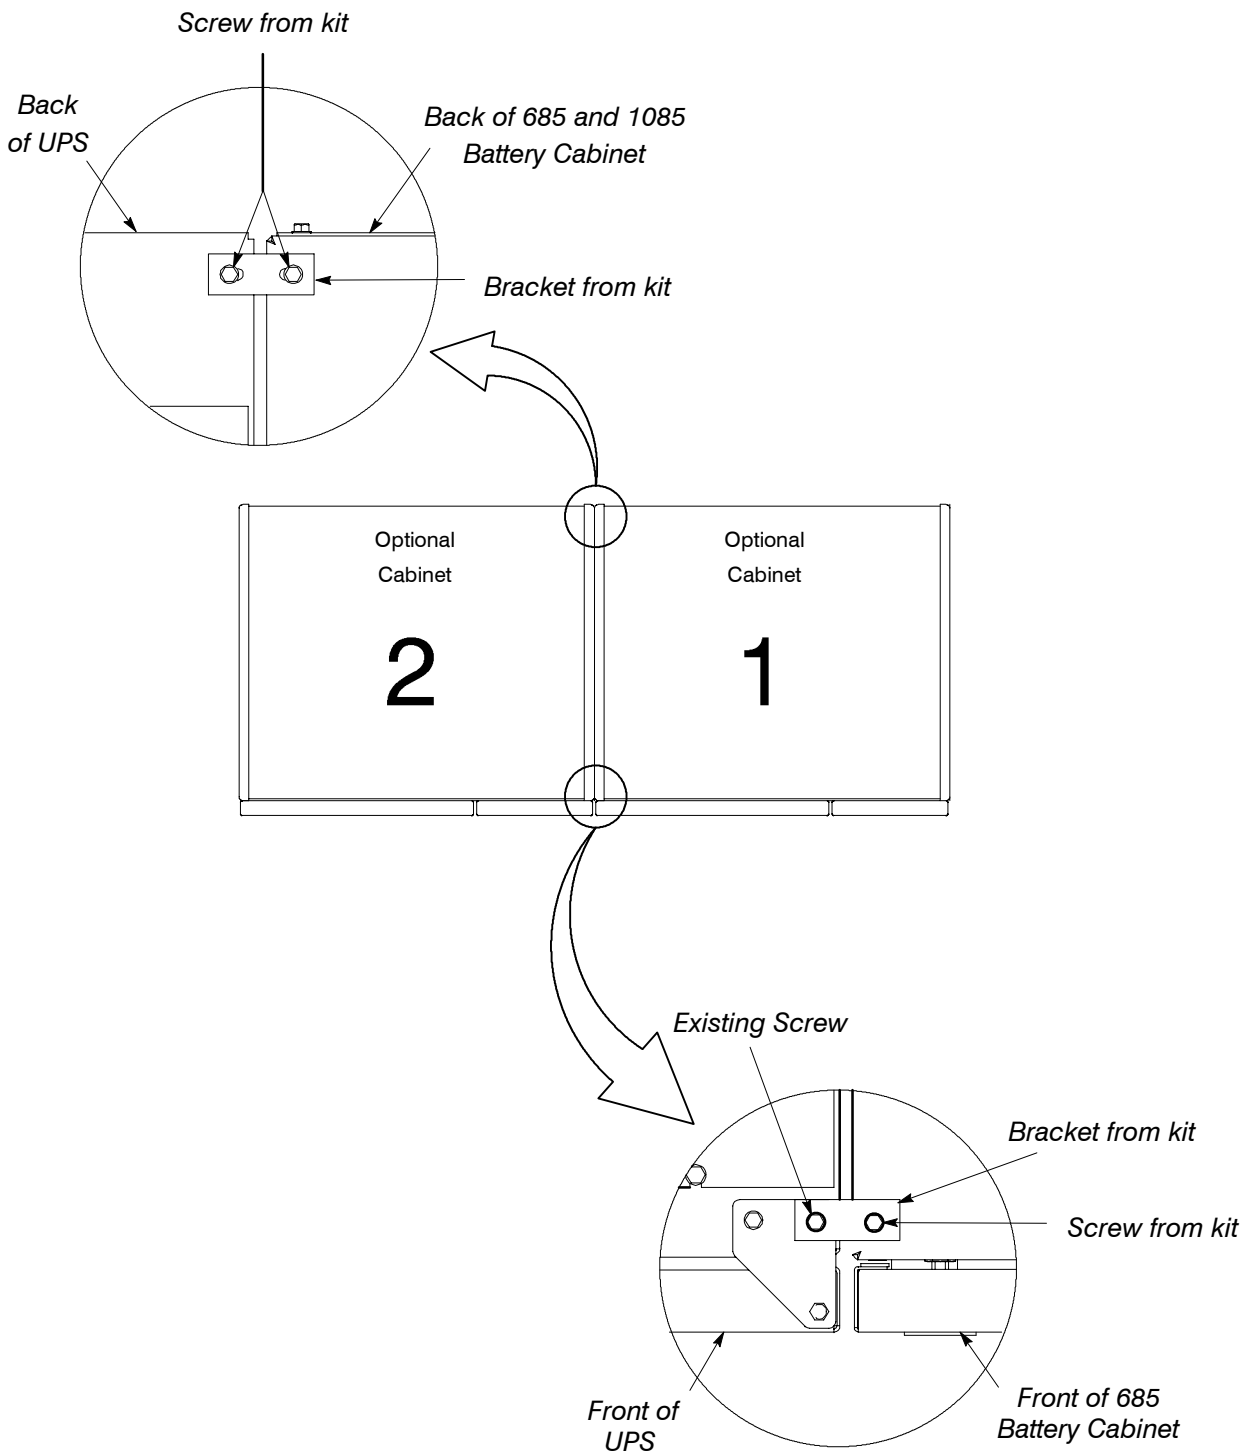 Screw from kit
Back
of UPS
Back of 685 and 1085
Battery Cabinet
Bracket from kit
Optional
Cabinet
2
Optional
Cabinet
1
Existing Screw
Bracket from kit
Screw from kit
Front of
UPS
Front of 685
Battery Cabinet